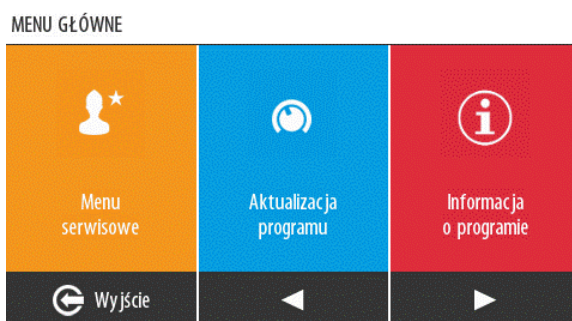 MENU GŁÓWNE
Menu
serwisowe
Aktualizacja
programu
Informacja
o programie
Wyjście